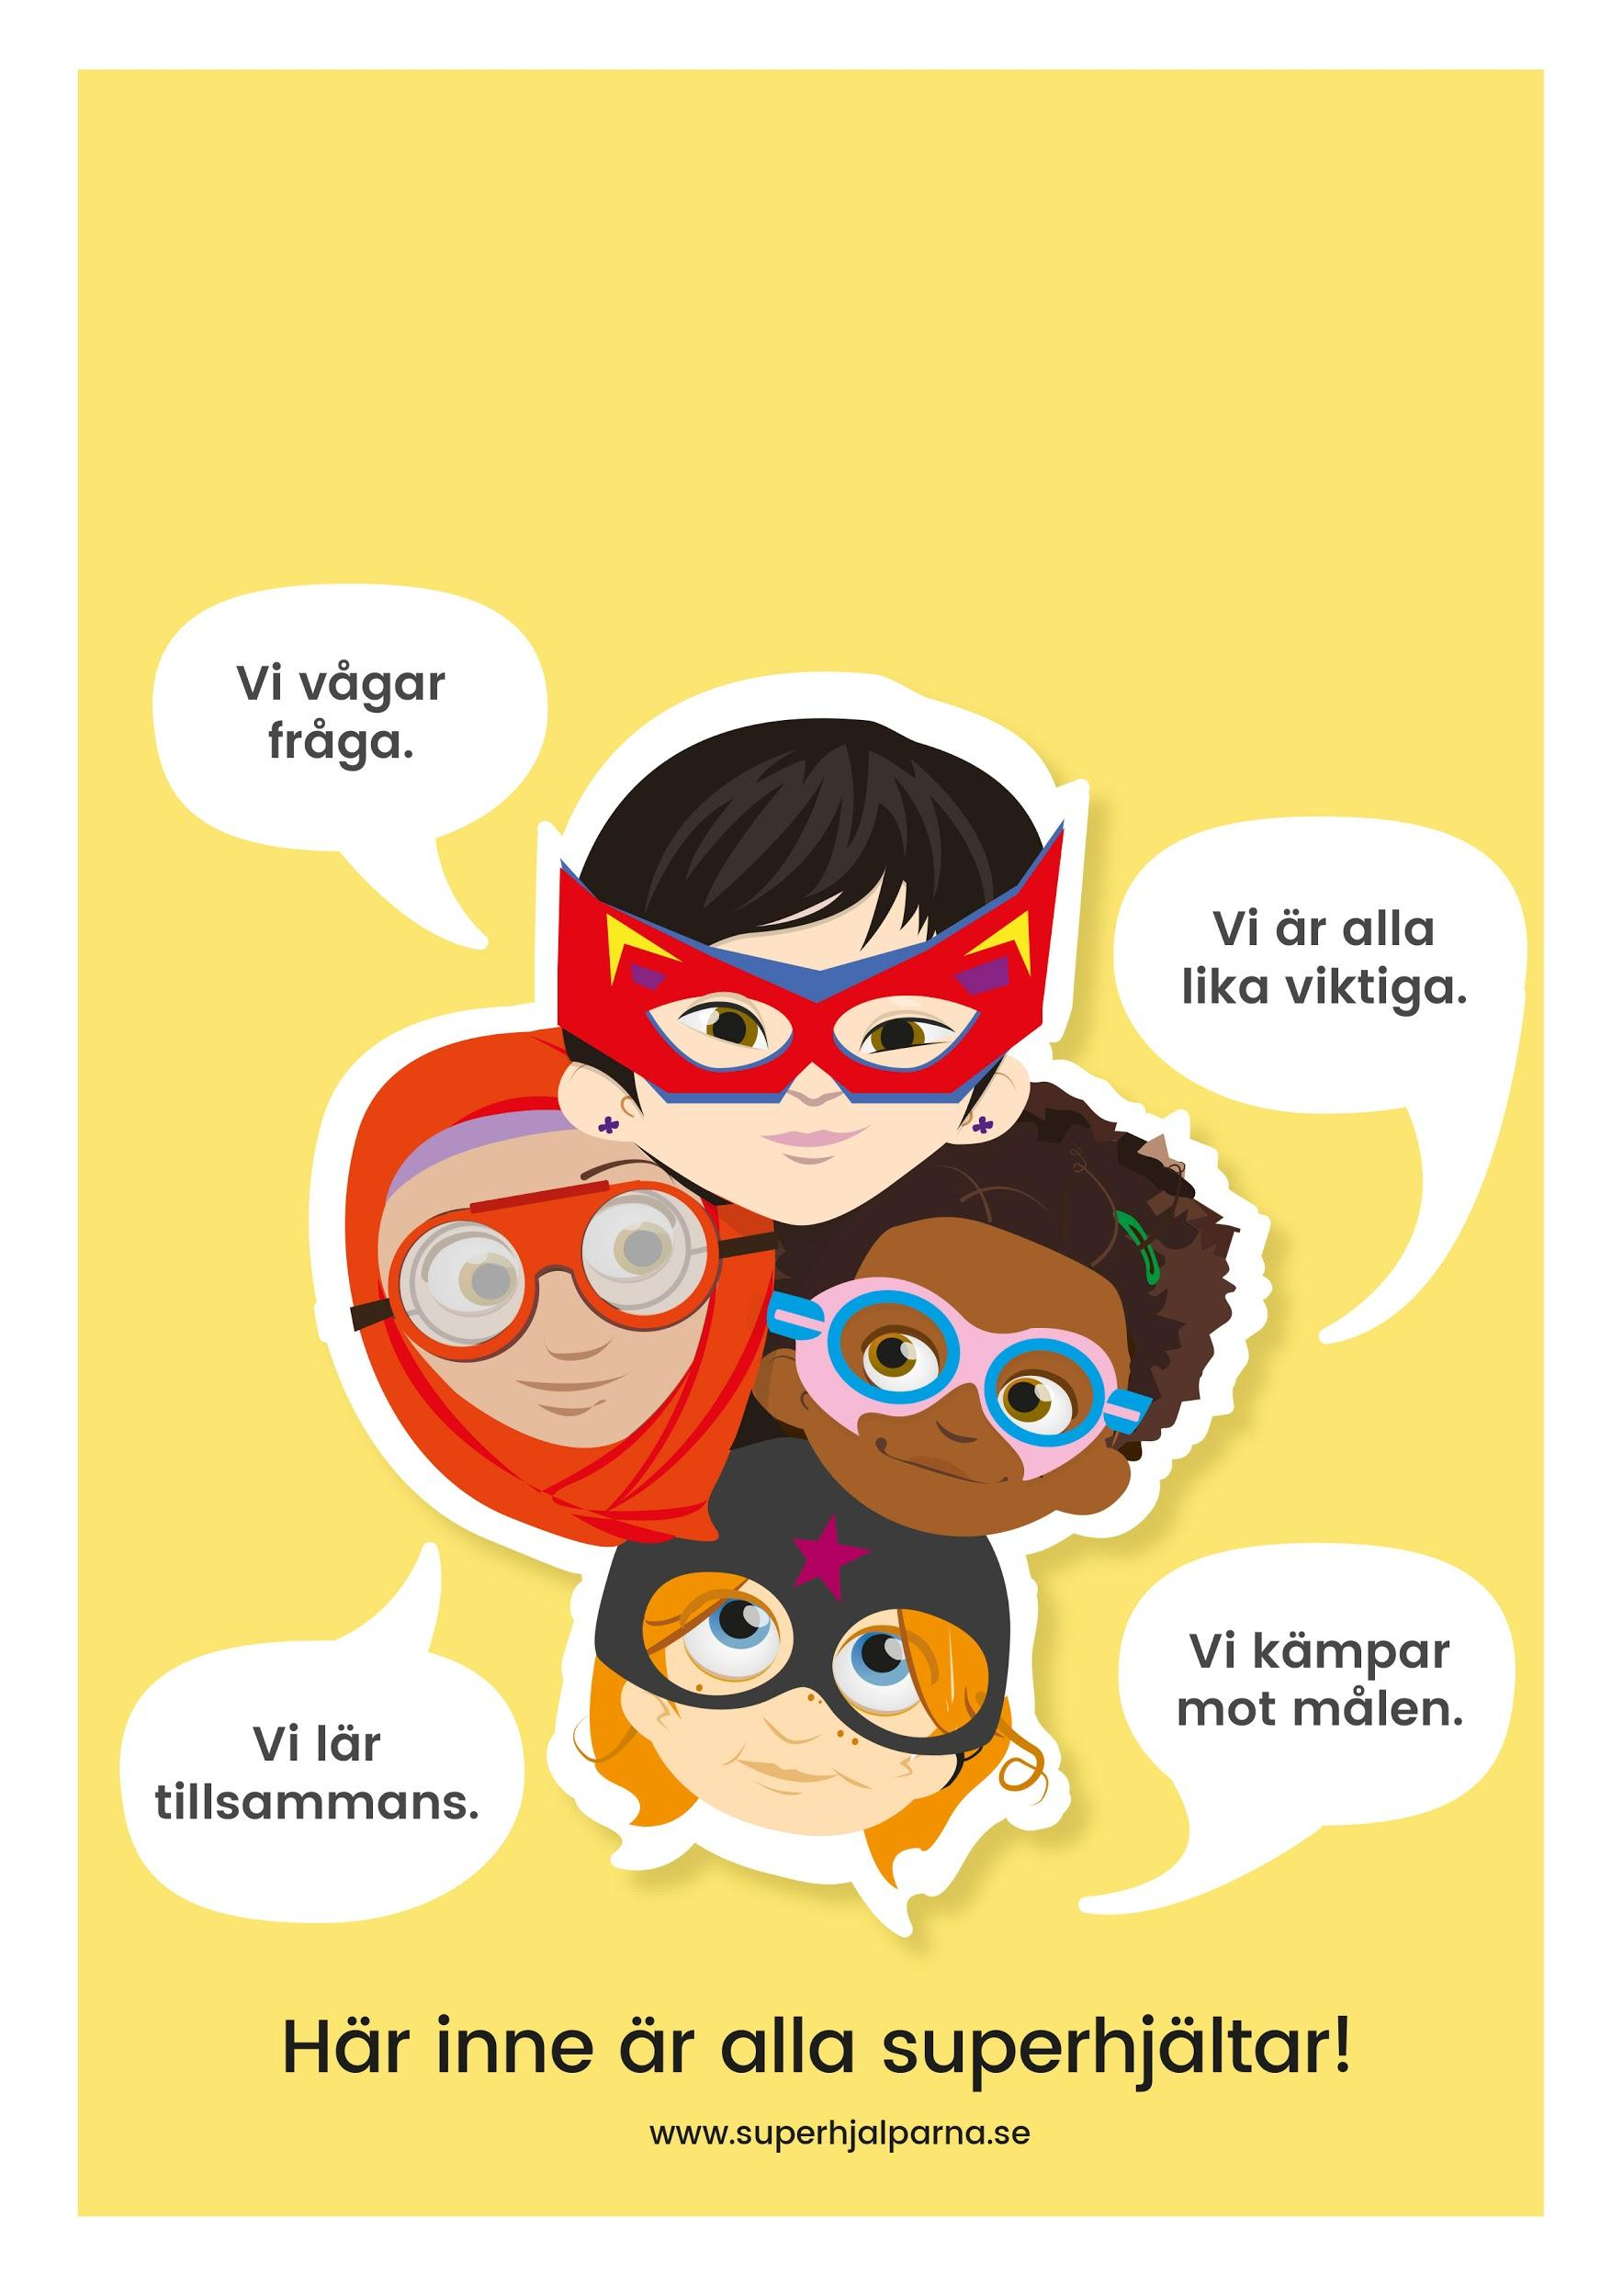 Vi vågar
fråga.
Vi är alla
lika viktiga.
Vi lär
tillsammans.
Vi kämpar
mot målen.
Här inne är alla superhjältar!
www.superhjalparna.se